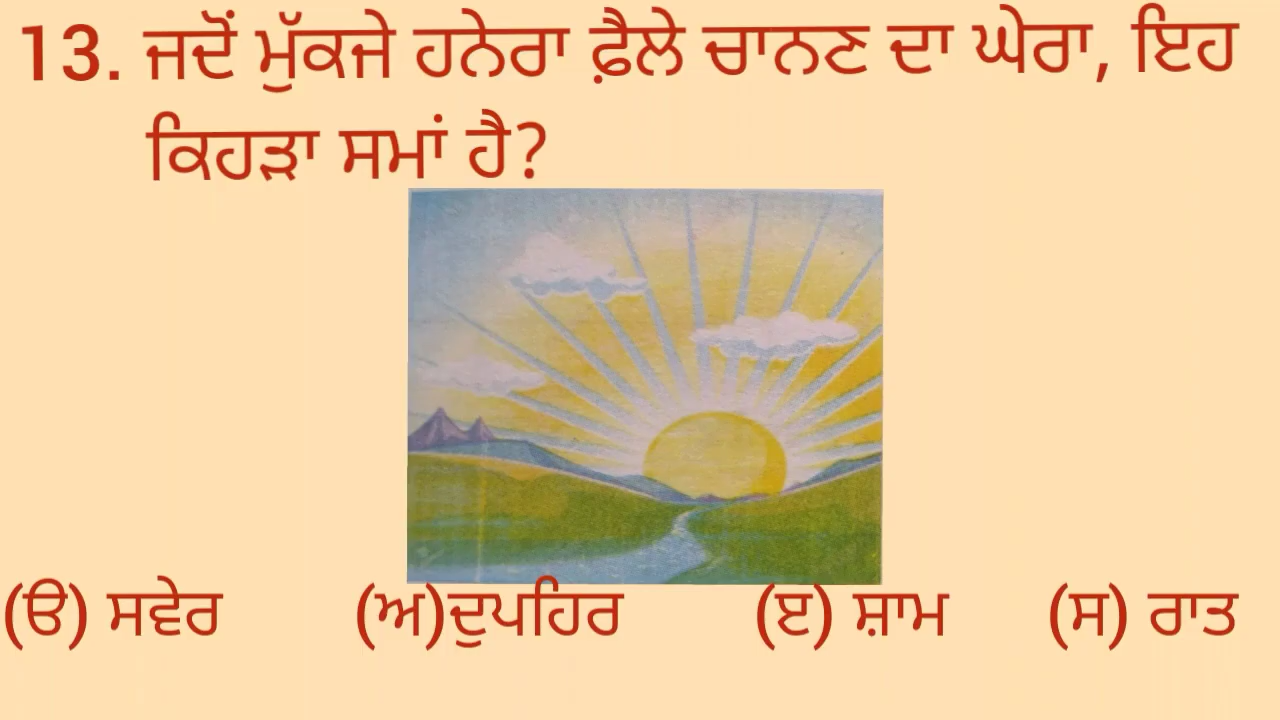 13. ਜਦੋਂ ਮੁੱਕਜੇ ਹਨੇਰਾ ਫ਼ੈਲੇ ਚਾਨਣ ਦਾ ਘੇਰਾ, ਇਹ
ਕਿਹੜਾ ਸਮਾਂ ਹੈ?
(ੳ) ਸਵੇਰ (ਅ)ਦੁਪਹਿਰ (ੲ) ਸ਼ਾਮ (ਸ) ਰਾਤ